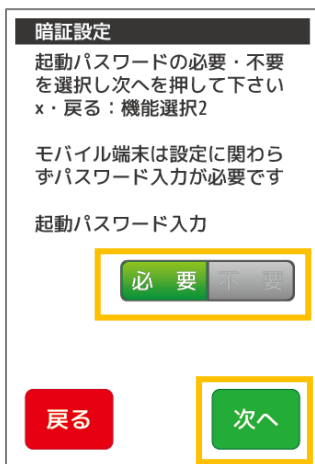 暗証設定
起動パスワードの必要・不要
を選択し次へを押して下さい
x・戻る：機能選択2
モバイル端末は設定に関わら
ずパスワード入力が必要です
起動パスワード入力
必 要 不 要
戻る 次へ